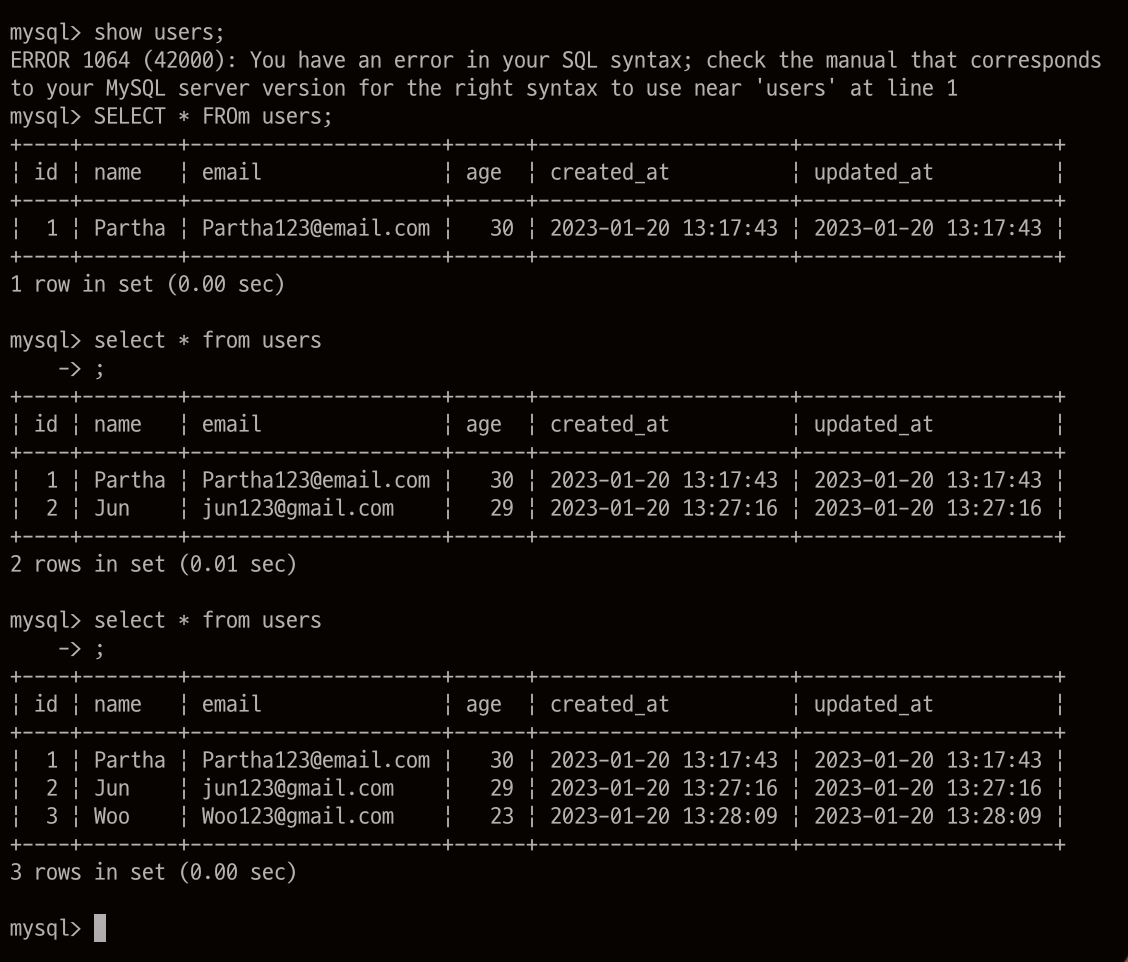 mysql> show users;
ERROR 1064 (42000): You have an error in your SQL syntax; check the manual that corresponds
to your MySQL server version for the right syntax to use near 'users' at line 1
mysql> SELECT * FROm users;
+----+--------+---------------------+------+---------------------+---------------------+
| id | name   | email               | age  | created_at          | updated_at          |
+----+--------+---------------------+------+---------------------+---------------------+
|  1 | Partha | Partha123@email.com |   30 | 2023-01-20 13:17:43 | 2023-01-20 13:17:43 |
+----+--------+---------------------+------+---------------------+---------------------+
1 row in set (0.00 sec)

mysql> select * from users
    -> ;
+----+--------+---------------------+------+---------------------+---------------------+
| id | name   | email               | age  | created_at          | updated_at          |
+----+--------+---------------------+------+---------------------+---------------------+
|  1 | Partha | Partha123@email.com |   30 | 2023-01-20 13:17:43 | 2023-01-20 13:17:43 |
|  2 | Jun    | jun123@gmail.com    |   29 | 2023-01-20 13:27:16 | 2023-01-20 13:27:16 |
+----+--------+---------------------+------+---------------------+---------------------+
2 rows in set (0.01 sec)

mysql> select * from users
    -> ;
+----+--------+---------------------+------+---------------------+---------------------+
| id | name   | email               | age  | created_at          | updated_at          |
+----+--------+---------------------+------+---------------------+---------------------+
|  1 | Partha | Partha123@email.com |   30 | 2023-01-20 13:17:43 | 2023-01-20 13:17:43 |
|  2 | Jun    | jun123@gmail.com    |   29 | 2023-01-20 13:27:16 | 2023-01-20 13:27:16 |
|  3 | Woo    | Woo123@gmail.com    |   23 | 2023-01-20 13:28:09 | 2023-01-20 13:28:09 |
+----+--------+---------------------+------+---------------------+---------------------+
3 rows in set (0.00 sec)

mysql>